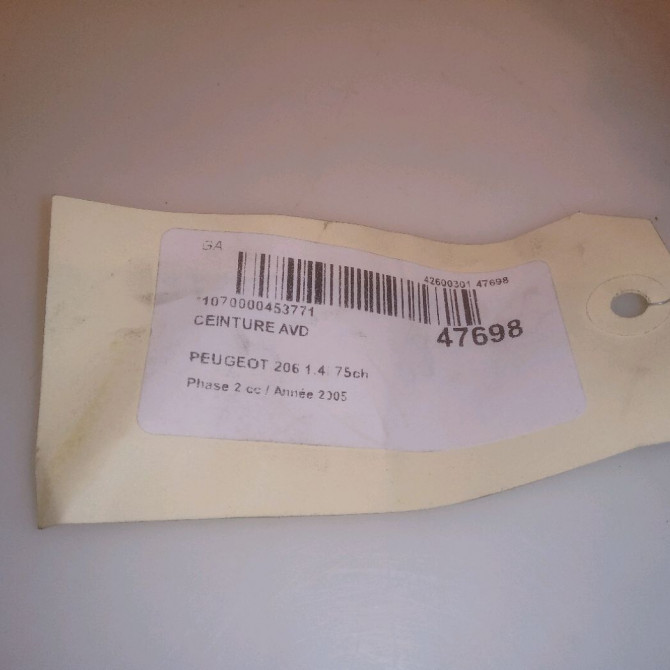 GA
42600301 47698
*1070000453771
47698
CEINTURE AVD
PEUGEOT 206 1.4i 75ch
Phase 2 cc / Année 2005